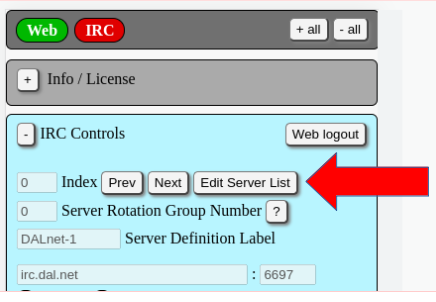 Web IRC + all - all
+ Info / License
- IRC Controls Web logout
0 Index Prev Next Edit Server List
0 Server Rotation Group Number ?
DALnet-1 Server Definition Label
irc.dal.net : 6697